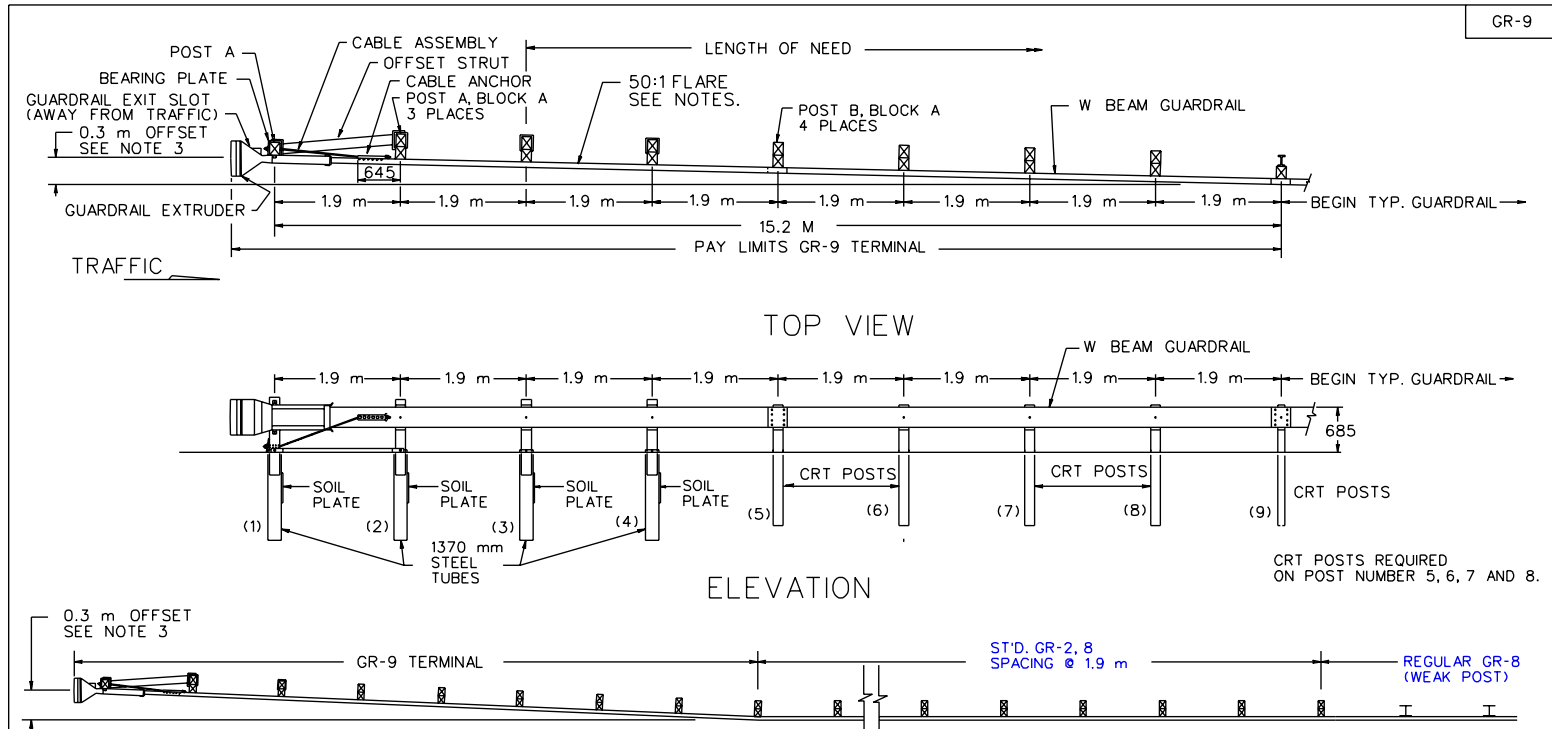 GR-9
POST A
CABLE ASSEMBLY
OFFSET STRUT
BEARING PLATE
CABLE ANCHOR
GUARDRAIL EXIT SLOT
(AWAY FROM TRAFFIC)
POST A, BLOCK A
3 PLACES
LENGTH OF NEED
50:1 FLARE
SEE NOTES.
POST B, BLOCK A
4 PLACES
W BEAM GUARDRAIL
0.3 m OFFSET
SEE NOTE 3
645
GUARDRAIL EXTRUDER
1.9 m
1.9 m
1.9 m
1.9 m
1.9 m
1.9 m
1.9 m
1.9 m
BEGIN TYP. GUARDRAIL
15.2 M
PAY LIMITS GR-9 TERMINAL
TRAFFIC
TOP VIEW
W BEAM GUARDRAIL
1.9 m
1.9 m
1.9 m
1.9 m
1.9 m
1.9 m
1.9 m
1.9 m
BEGIN TYP. GUARDRAIL
685
SOIL
PLATE
SOIL
PLATE
SOIL
PLATE
SOIL
PLATE
CRT POSTS
CRT POSTS
CRT POSTS
(1)
(2)
(3)
(4)
(5)
(6)
(7)
(8)
(9)
1370 mm
STEEL
TUBES
CRT POSTS REQUIRED
ON POST NUMBER 5, 6, 7 AND 8.
ELEVATION
0.3 m OFFSET
SEE NOTE 3
GR-9 TERMINAL
ST'D. GR-2, 8
SPACING @ 1.9 m
REGULAR GR-8
(WEAK POST)